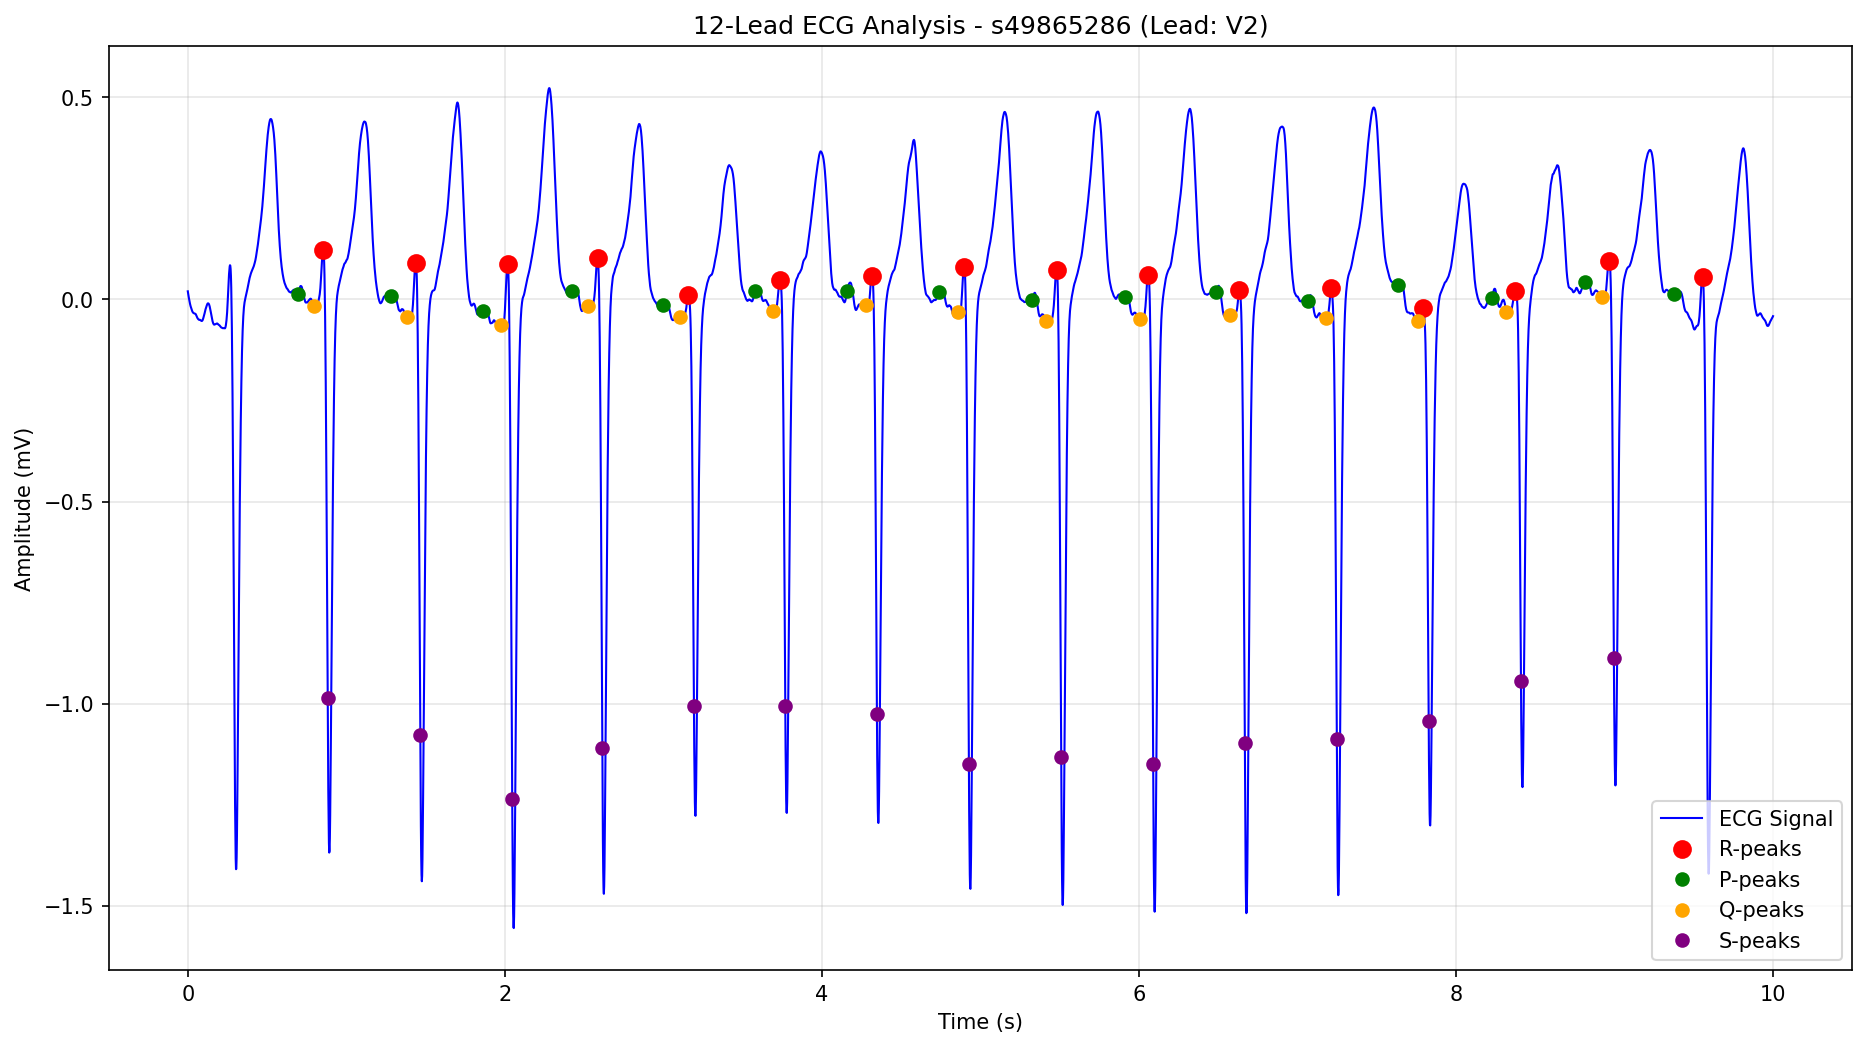 12-Lead ECG Analysis - s49865286 (Lead: V2)
Amplitude (mV)
0.5
0.0
−0.5
−1.0
−1.5
ECG Signal
R-peaks
P-peaks
Q-peaks
S-peaks
0 2 4 6 8 10
Time (s)